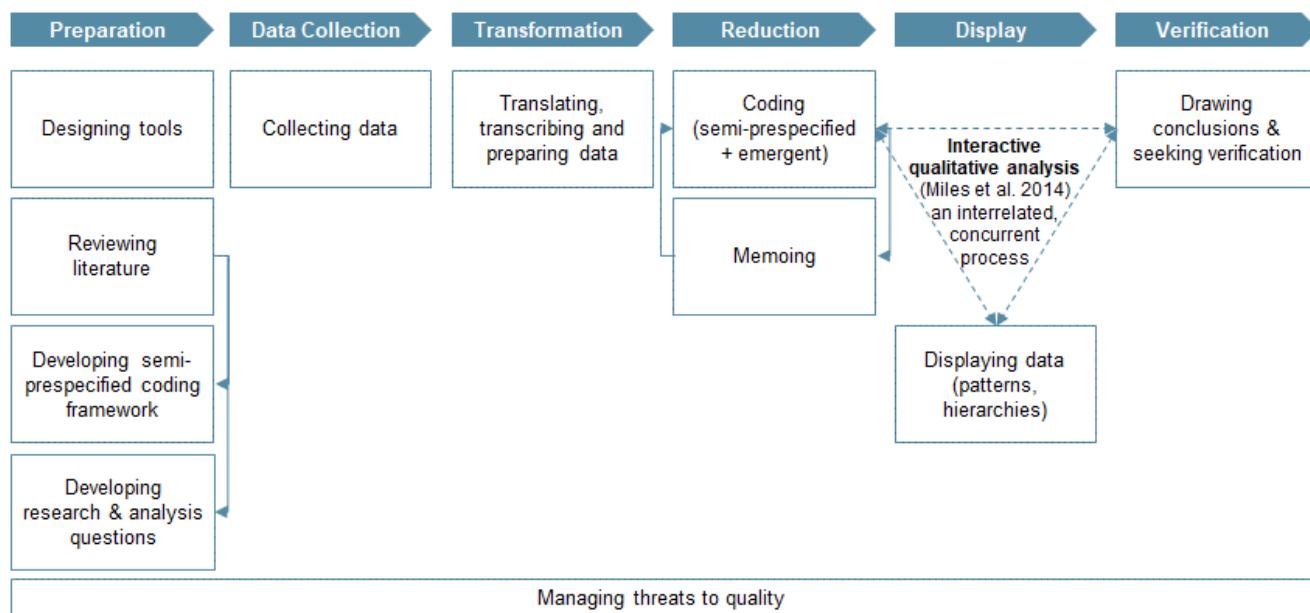 Preparation
Data Collection
Transformation
Reduction
Display
Verification
Designing tools
Collecting data
Translating,
transcribing and
preparing data
Coding
(semi-prespecified
+ emergent)
Interactive
qualitative analysis
(Miles et al. 2014)
an interrelated,
concurrent
process
Drawing
conclusions &
seeking verification
Reviewing
literature
Memoing
Developing semi-
prespecified coding
framework
Displaying data
(patterns,
hierarchies)
Developing
research & analysis
questions
Managing threats to quality